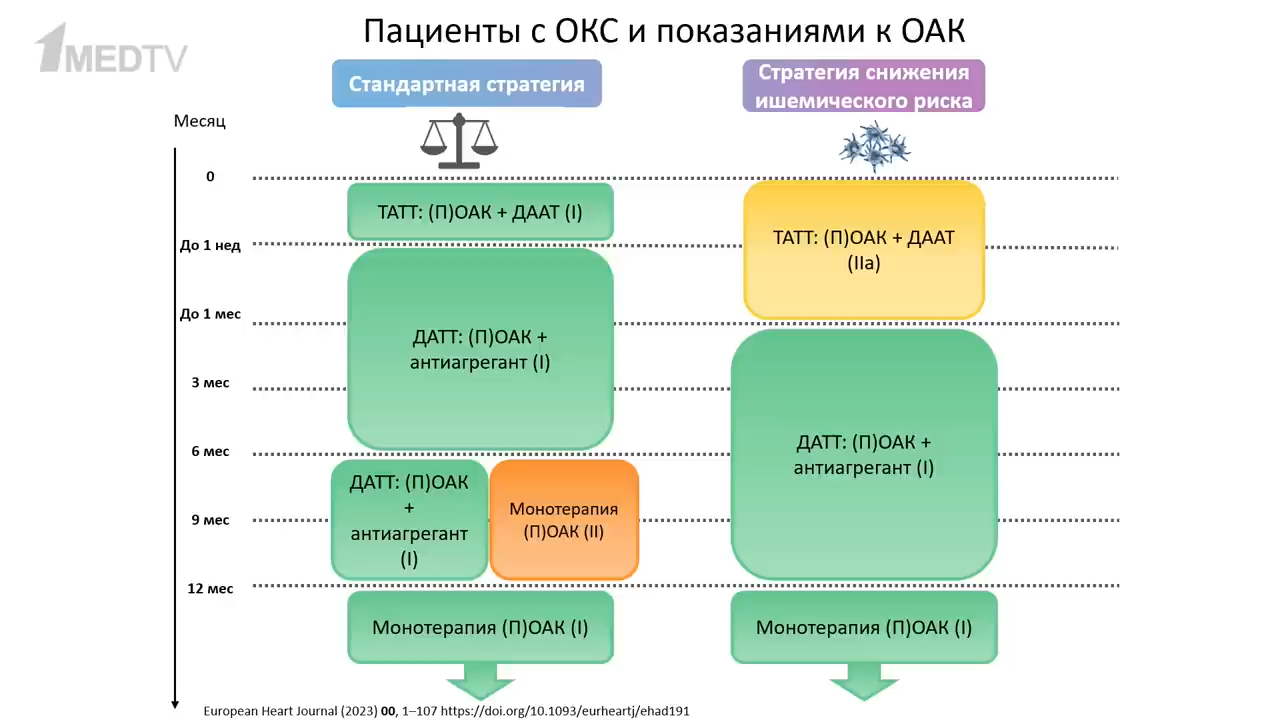 1MEDTV
Пациенты с ОКС и показаниями к ОАК
Стандартная стратегия
Стратегия снижения
ишемического риска
Месяц
0
ТАТТ: (П)ОАК + ДААТ (I)
ТАТТ: (П)ОАК + ДААТ
(IIa)
До 1 нед
До 1 мес
ДАТТ: (П)ОАК +
антиагрегант (I)
3 мес
6 мес
ДАТТ: (П)ОАК +
антиагрегант (I)
ДАТТ: (П)ОАК
+
антиагрегант
(I)
Монотерапия
(П)ОАК (II)
9 мес
12 мес
Монотерапия (П)ОАК (I)
Монотерапия (П)ОАК (I)
European Heart Journal (2023) 00, 1–107 https://doi.org/10.1093/eurheartj/ehad191